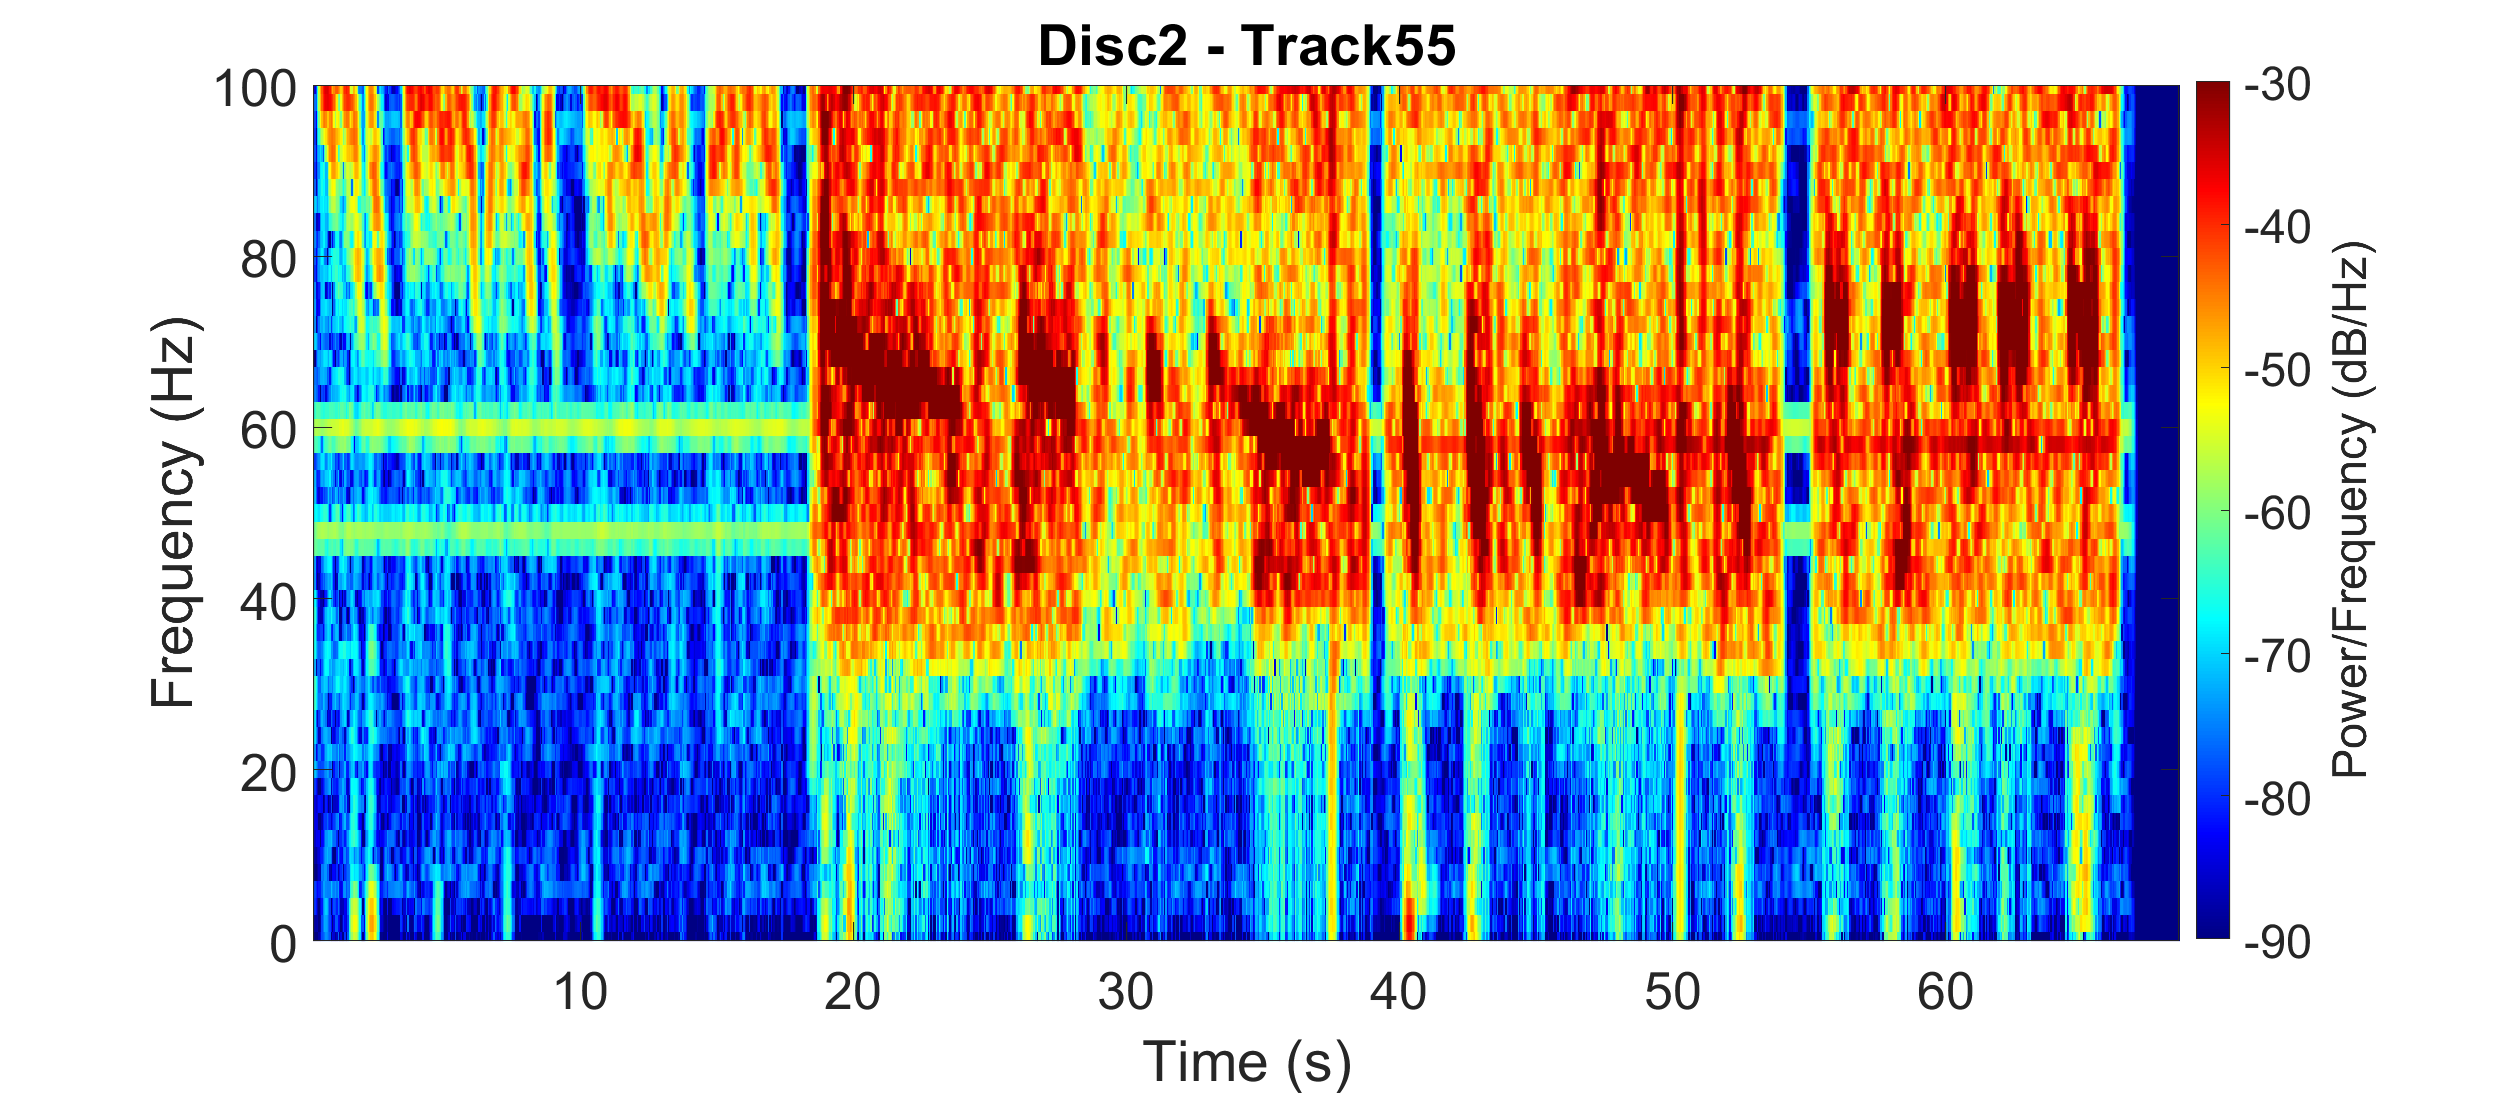 Disc2 - Track55
100
80
60
40
20
0
Frequency (Hz)
10 20 30 40 50 60
Time (s)
-30
-40
-50
-60
-70
-80
-90
Power/Frequency (dB/Hz)